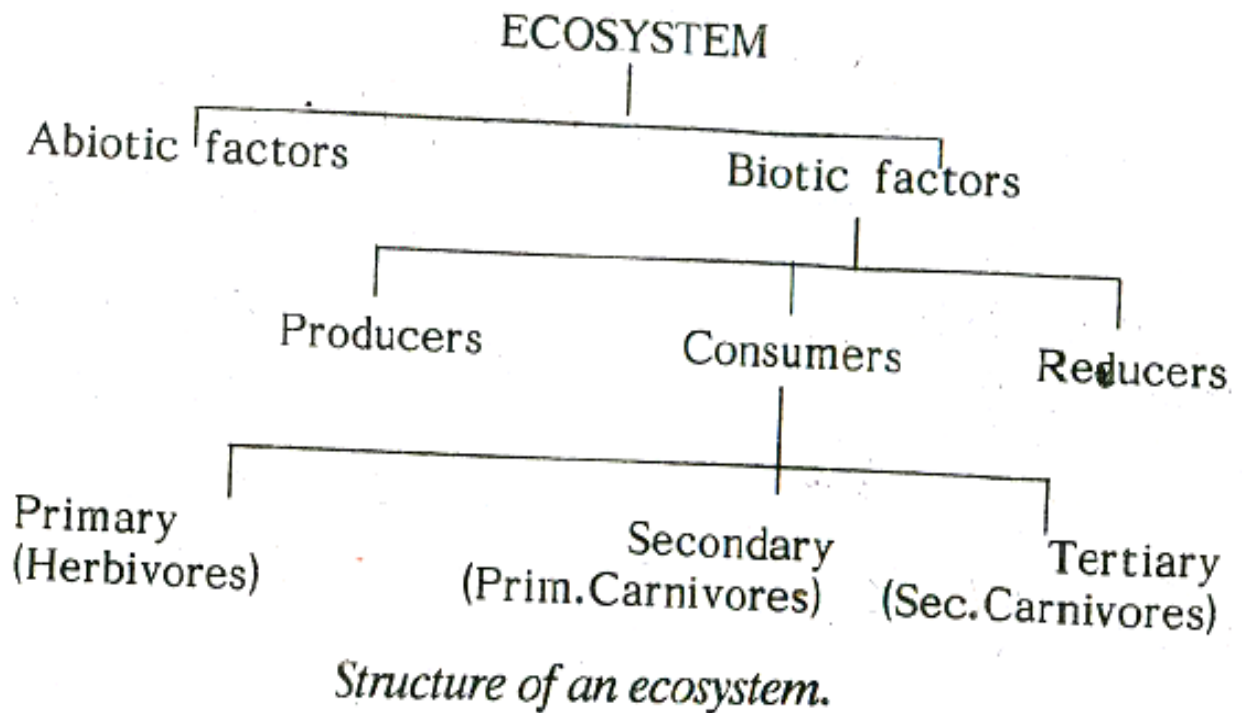 ECOSYSTEM
Abiotic factors
Biotic factors
Producers
Consumers
Reducers
Primary
(Herbivores)
Secondary
(Prim.Carnivores)
Tertiary
(Sec.Carnivores)
Structure of an ecosystem.